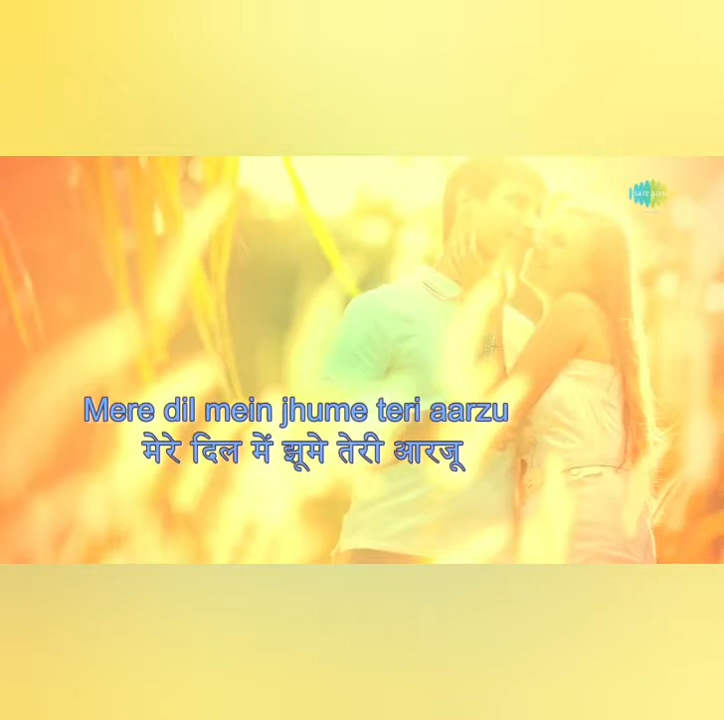 Mere dil mein jhume teri aarzu
मेरे दिल में झूमे तेरी आरजू